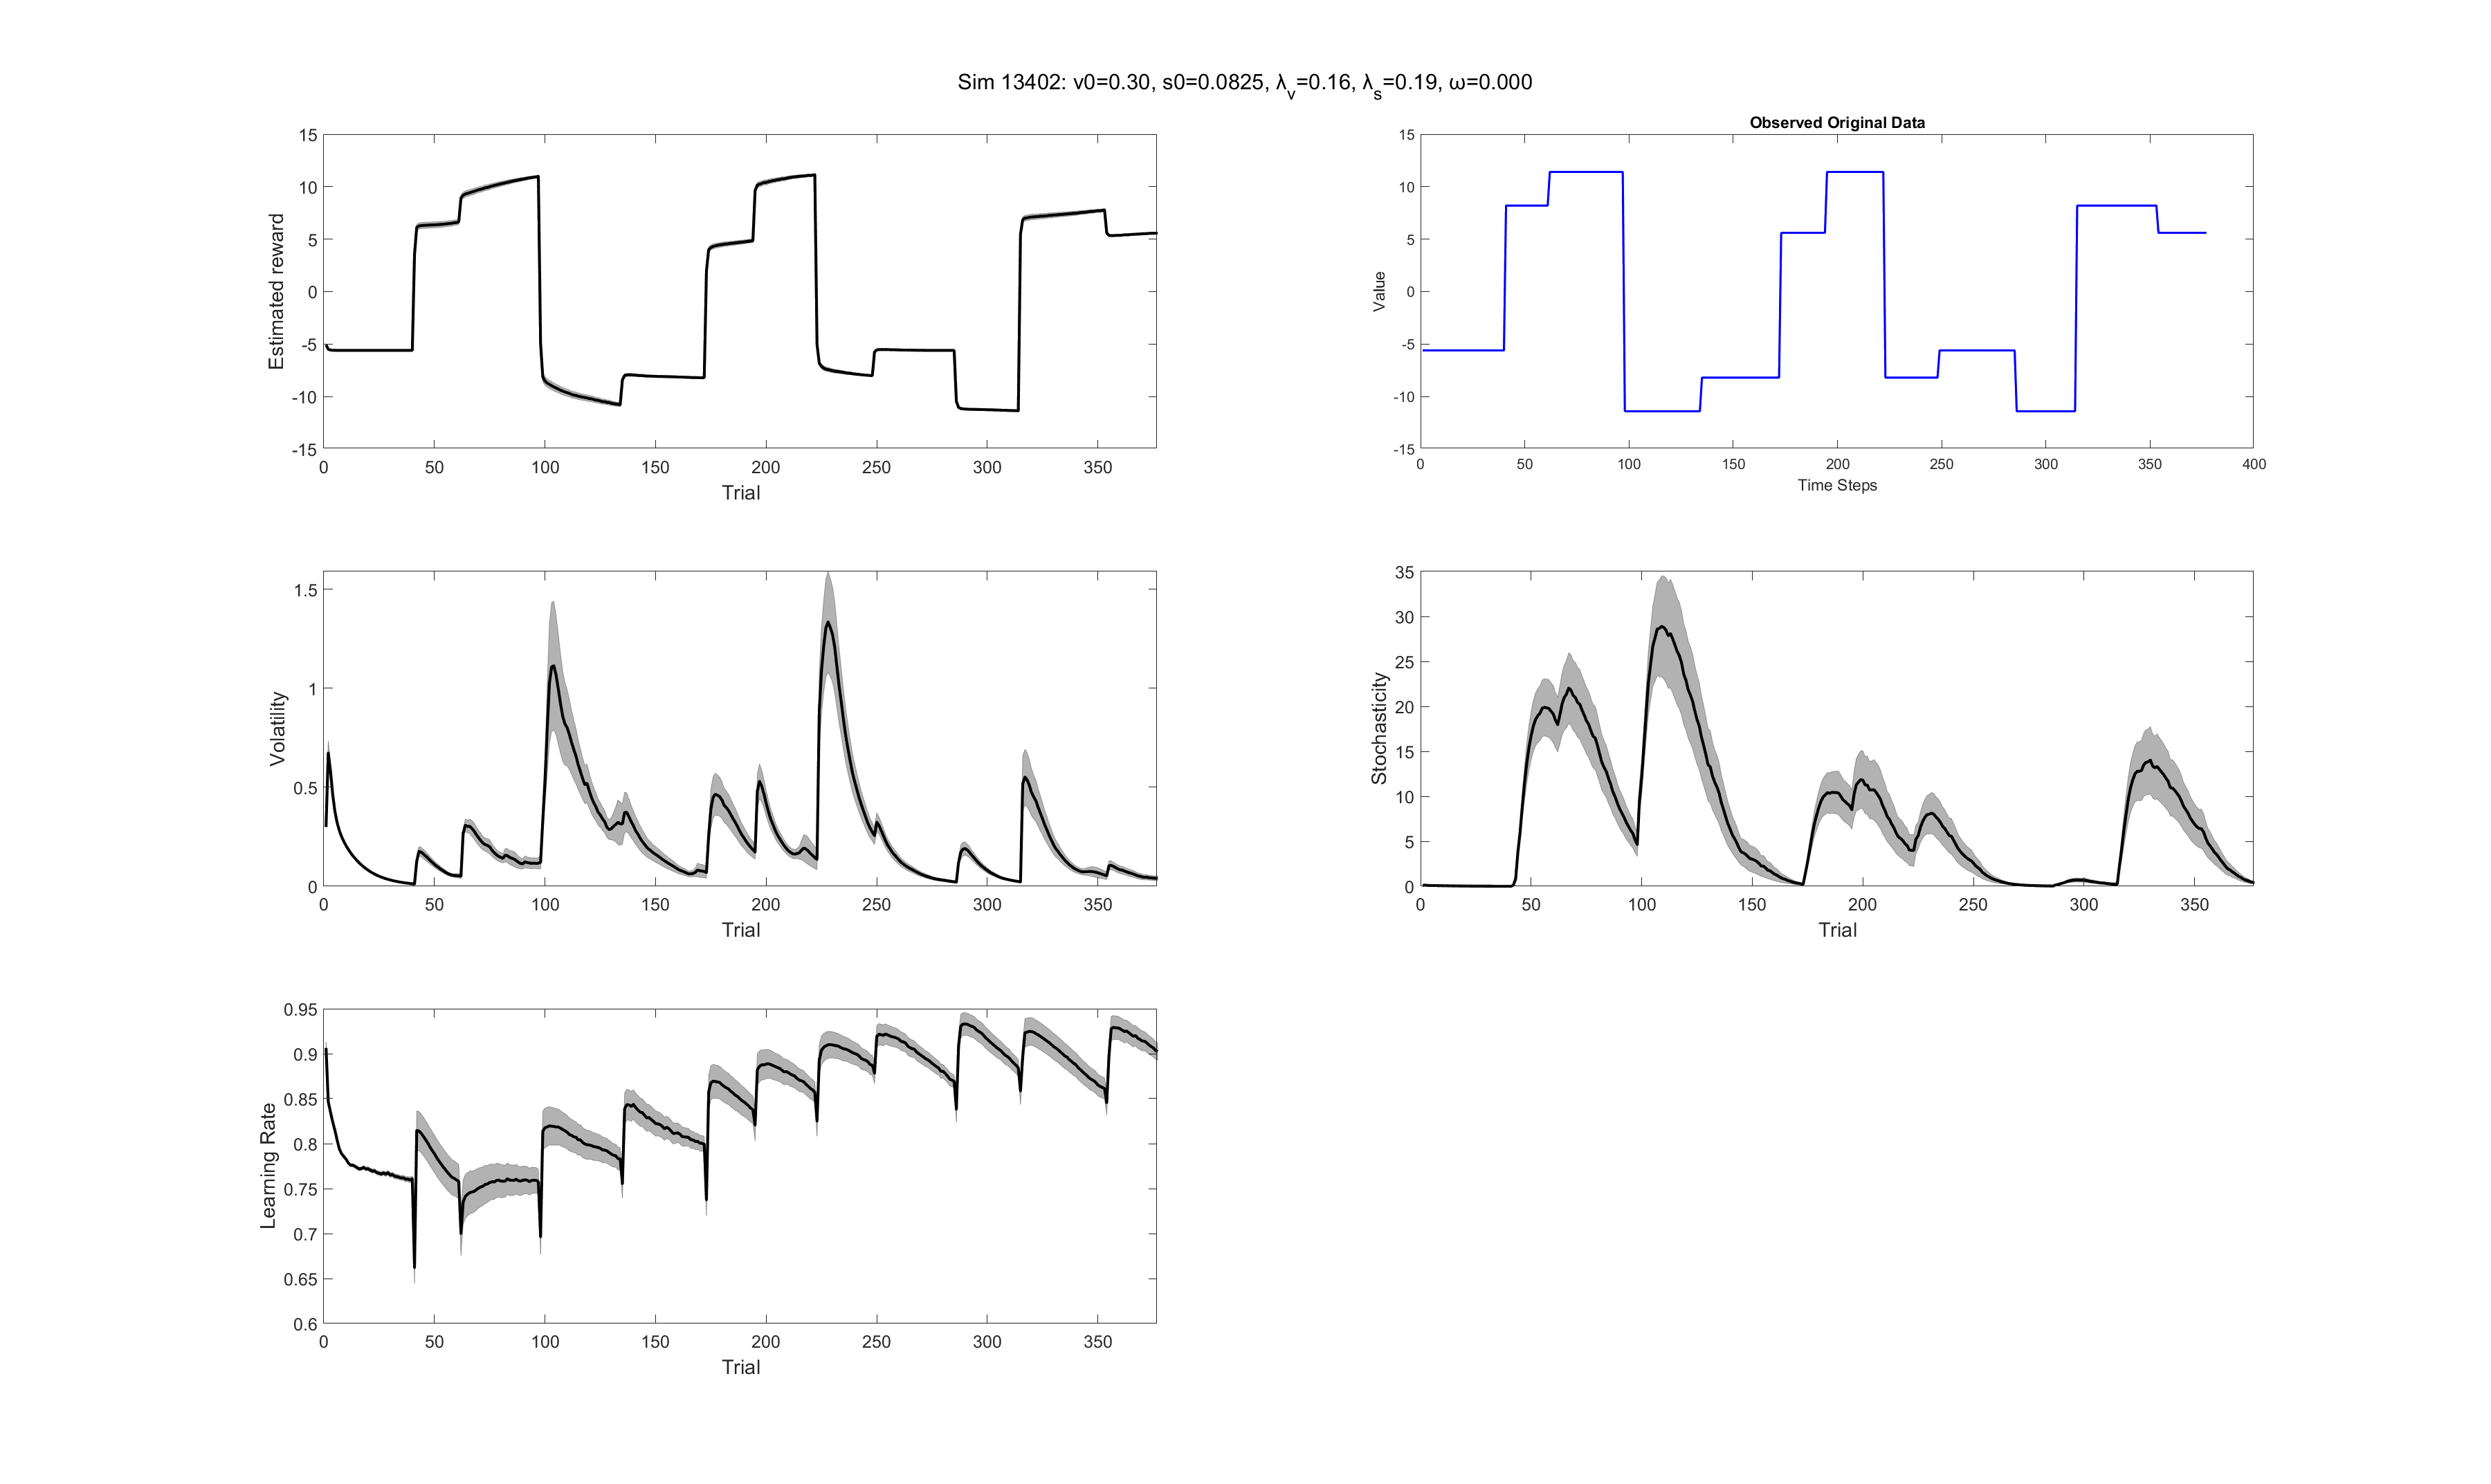 Sim 13402: v0=0.30, s0=0.0825, λv=0.16, λs=0.19, ω=0.000
15
10
5
0
-5
-10
-15
Estimated reward
0 50 100 150 200 250 300 350
Trial
Observed Original Data
15
10
5
0
-5
-10
-15
Value
0 50 100 150 200 250 300 350 400
Time Steps
1.5
1
0.5
0
Volatility
0 50 100 150 200 250 300 350
Trial
35
30
25
20
15
10
5
0
Stochasticity
0 50 100 150 200 250 300 350
Trial
0.95
0.9
0.85
0.8
0.75
0.7
0.65
0.6
Learning Rate
0 50 100 150 200 250 300 350
Trial